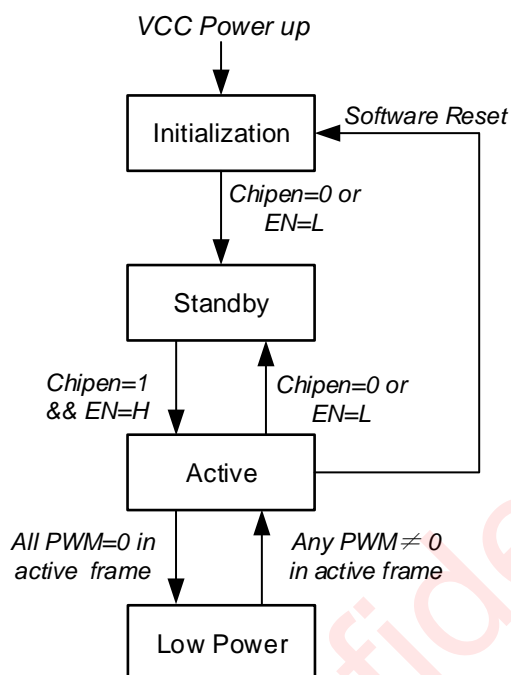 VCC Power up
Initialization
Software Reset
Chipen=0 or
EN=L
Standby
Chipen=1
&& EN=H
Chipen=0 or
EN=L
Active
All PWM=0 in
active frame
Any PWM≠0
in active frame
Low Power
fide